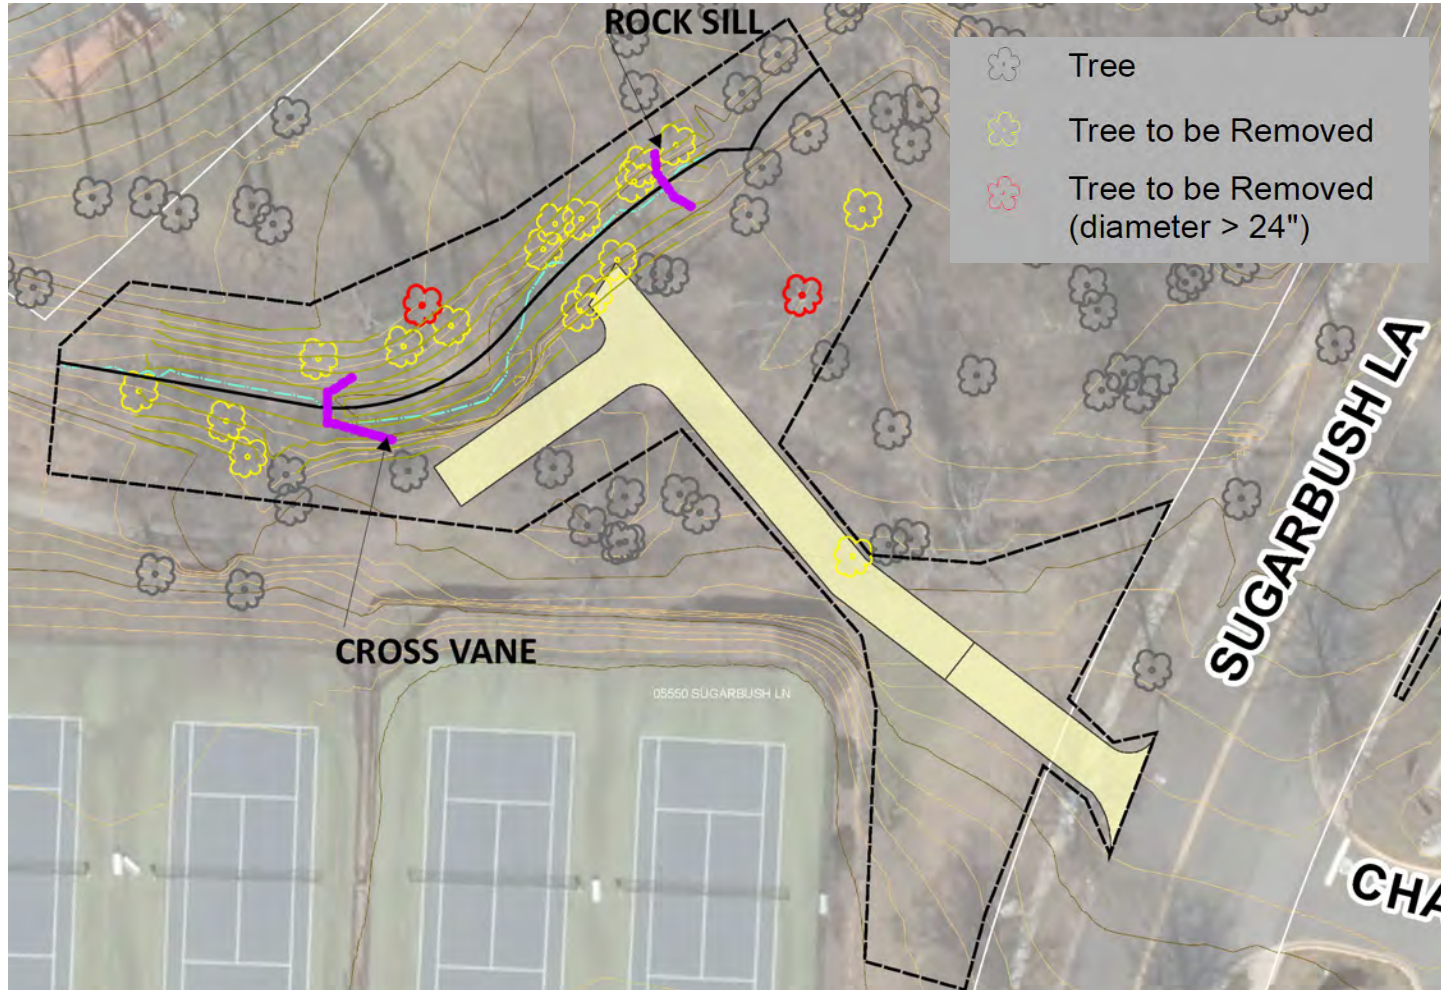 ROCK SILL
Tree
Tree to be Removed
Tree to be Removed
(diameter > 24")
SUGARBUSH LA
CROSS VANE
05550 SUGARBUSH LN
CHA